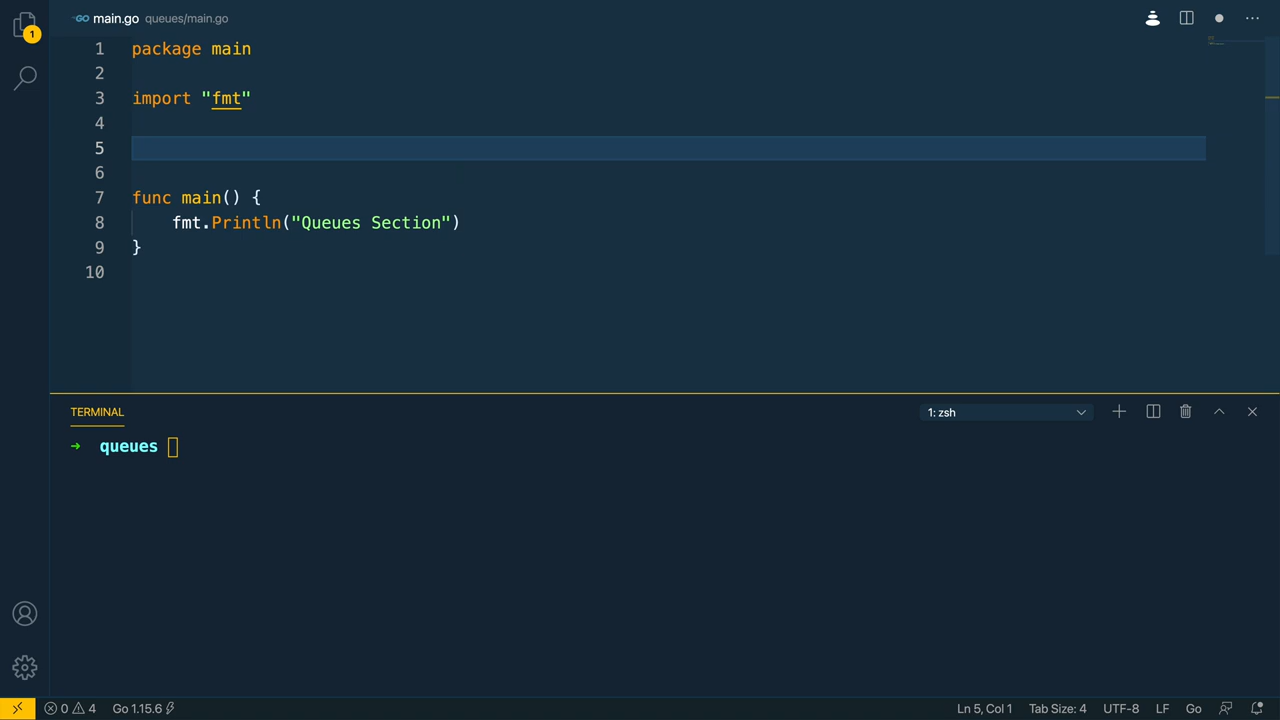 GO main.go queues/main.go
1
1 package main
2
3 import "fmt"
4
5
6
7 func main() {
8 fmt.Println("Queues Section")
9 }
10
TERMINAL
1: zsh
→ queues
0 4 Go 1.15.6 Ln 5, Col 1 Tab Size: 4 UTF-8 LF Go